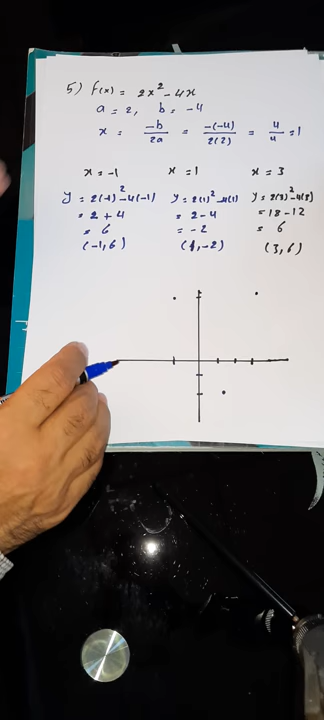 5) f(x) = 2x² - 4x
a = 2, b = -4
x = -b/2a = -(-4)/2(2) = 4/4 = 1
x = -1 x = 1 x = 3
y = 2(-1)² - 4(-1) y = 2(1)² - 4(1) y = 2(3)² - 4(3)
= 2 + 4 = 2 - 4 = 18 - 12
= 6 = -2 = 6
(-1, 6) (1, -2) (3, 6)